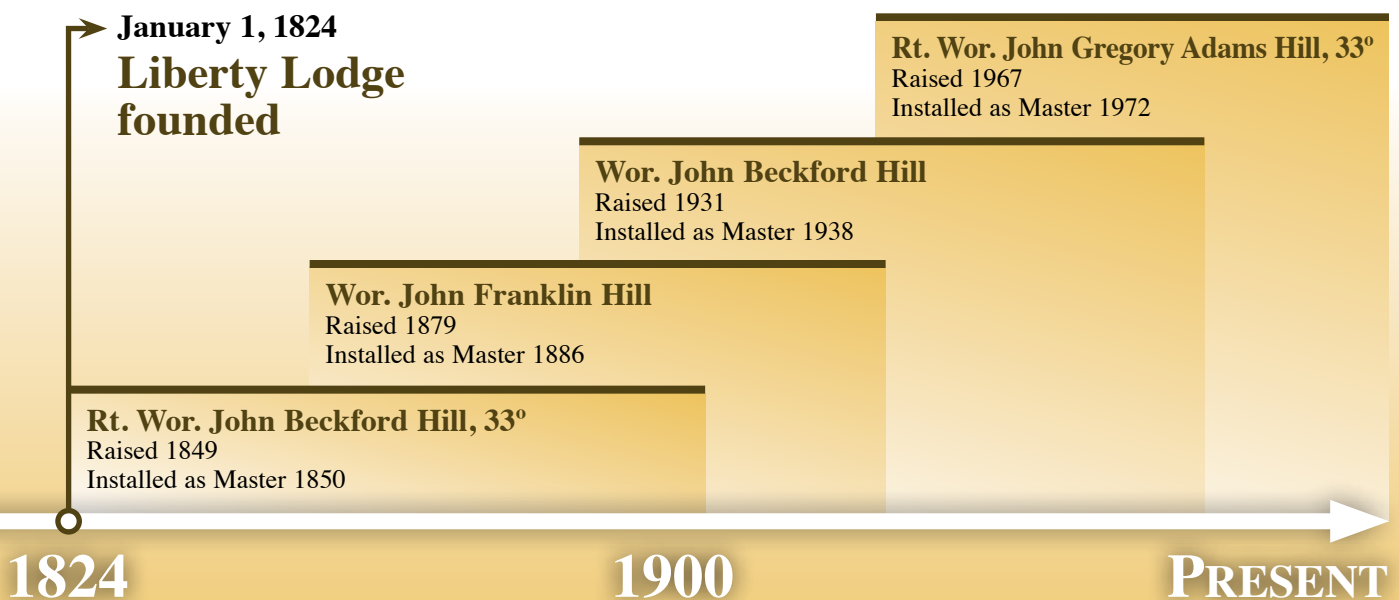 January 1, 1824
Liberty Lodge
founded
Rt. Wor. John Gregory Adams Hill, 33º
Raised 1967
Installed as Master 1972
Wor. John Beckford Hill
Raised 1931
Installed as Master 1938
Wor. John Franklin Hill
Raised 1879
Installed as Master 1886
Rt. Wor. John Beckford Hill, 33º
Raised 1849
Installed as Master 1850
1824
1900
PRESENT